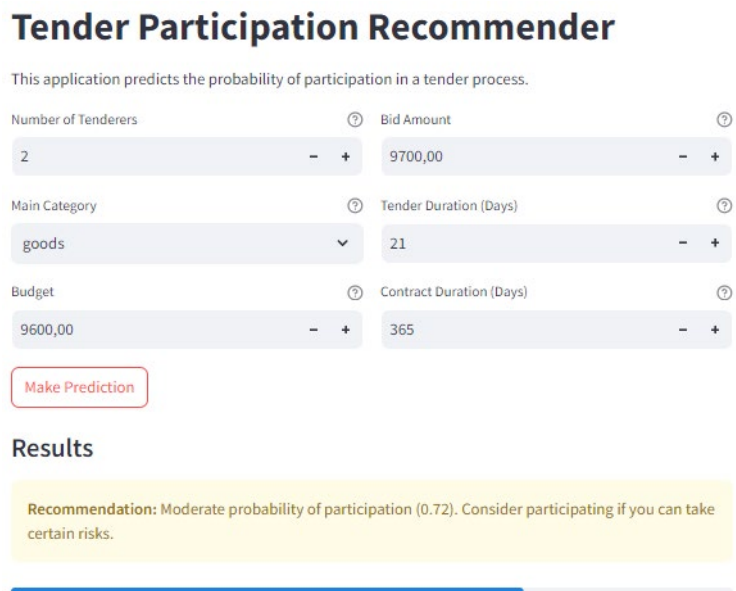 Tender Participation Recommender
This application predicts the probability of participation in a tender process.
Number of Tenderers
Bid Amount
2
9700,00
Main Category
Tender Duration (Days)
goods
21
Budget
Contract Duration (Days)
9600,00
365
Make Prediction
Results
Recommendation: Moderate probability of participation (0.72). Consider participating if you can take
certain risks.